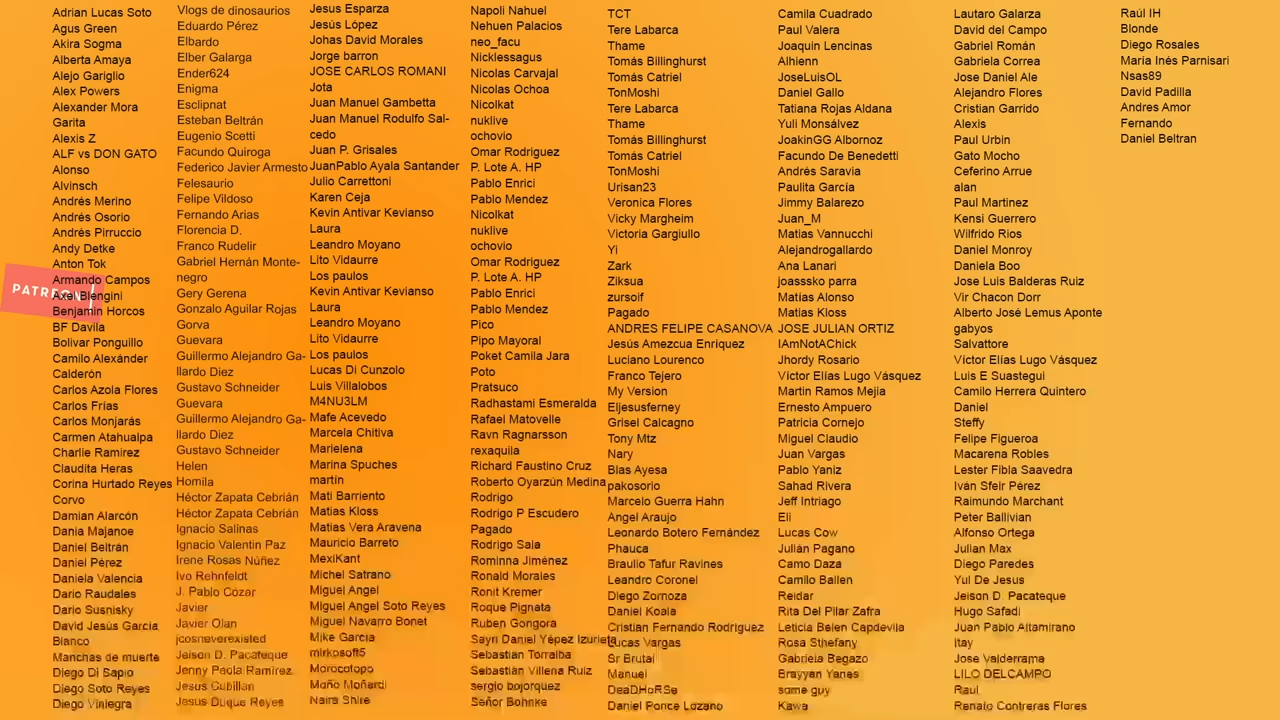 Adrian Lucas Soto
Agus Green
Akira Sogma
Alberta Amaya
Alejo Gariglio
Alex Powers
Alexander Mora
Garita
Alexis Z
ALF vs DON GATO
Alonso
Alvinsch
Andrés Merino
Andrés Osorio
Andrés Pirruccio
Andy Detke
Anton Tok
Armando Campos
Axel Blengini
PATREON
Benjamin Horcos
BF Davila
Bolivar Ponguillo
Camilo Alexánder
Calderón
Carlos Azola Flores
Carlos Frías
Carlos Monjarás
Carmen Atahualpa
Charlie Ramirez
Claudita Heras
Corina Hurtado Reyes
Corvo
Damian Alarcón
Dania Majanoe
Daniel Beltrán
Daniel Pérez
Daniela Valencia
Dario Raudales
Dario Susnisky
David Jesús Garcia
Blanco
Manchas de muerte
Diego Di Sapio
Diego Soto Reyes
Diego Vinlegra
Vlogs de dinosaurios
Eduardo Pérez
Elbardo
Elber Galarga
Ender624
Enigma
Esclipnat
Esteban Beltrán
Eugenio Scetti
Facundo Quiroga
Federico Javier Armesto
Felesaurio
Felipe Vildoso
Fernando Arias
Florencia D.
Franco Rudelir
Gabriel Hernán Monte-
negro
Gery Gerena
Gonzalo Aguilar Rojas
Gorva
Guevara
Guillermo Alejandro Ga-
llardo Diez
Gustavo Schneider
Guevara
Guillermo Alejandro Ga-
llardo Diez
Gustavo Schneider
Helen
Homila
Héctor Zapata Cebrián
Héctor Zapata Cebrián
Ignacio Salinas
Ignacio Valentin Paz
Irene Rosas Núñez
Ivo Rehnfeldt
J. Pablo Cozar
Javier
Javier Olan
jcosneverexisted
Jeison D. Pacateque
Jenny Paola Ramírez
Jesus Cubillan
Jesus Duque Reyes
Jesús Esparza
Jesús López
Johas David Morales
Jorge barron
JOSE CARLOS ROMANI
Jota
Juan Manuel Gambetta
Juan Manuel Rodulfo Sal-
cedo
Juan P. Grisales
JuanPablo Ayala Santander
Julio Carrettoni
Karen Ceja
Kevin Antivar Kevianso
Laura
Leandro Moyano
Lito Vidaurre
Los paulos
Kevin Antivar Kevianso
Laura
Leandro Moyano
Lito Vidaurre
Los paulos
Lucas Di Cunzolo
Luis Villalobos
M4NU3LM
Mafe Acevedo
Marcela Chitiva
Marielena
Marina Spuches
martín
Mati Barriento
Matias Kloss
Matias Vera Aravena
Mauricio Barreto
MexiKant
Michel Satrano
Miguel Angel
Miguel Angel Soto Reyes
Miguel Navarro Bonet
Mike Garcia
mirkosoft5
Morocotopo
Moño Moñardi
Naira Shire
Napoli Nahuel
Nehuen Palacios
neo_facu
Nicklessagus
Nicolas Carvajal
Nicolas Ochoa
Nicolkat
nuklive
ochovio
Omar Rodriguez
P. Lote A. HP
Pablo Enrici
Pablo Mendez
Nicolkat
nuklive
ochovio
Omar Rodriguez
P. Lote A. HP
Pablo Enrici
Pablo Mendez
Pico
Pipo Mayoral
Poket Camila Jara
Poto
Pratsuco
Radhastami Esmeralda
Rafael Matovelle
Ravn Ragnarsson
rexaquila
Richard Faustino Cruz
Roberto Oyarzún Medina
Rodrigo
Rodrigo P Escudero
Pagado
Rodrigo Sala
Rominna Jiménez
Ronald Morales
Ronit Kremer
Roque Pignata
Ruben Gongora
Sayri Daniel Yépez Izurieta
Sebastian Torralba
Sebastián Villena Ruiz
sergio bojorquez
Señor Bohnke
TCT
Tere Labarca
Thame
Tomás Billinghurst
Tomás Catriel
TonMoshi
Tere Labarca
Thame
Tomás Billinghurst
Tomás Catriel
TonMoshi
Urisan23
Veronica Flores
Vicky Margheim
Victoria Gargiullo
Yi
Zark
Ziksua
zursoif
Pagado
ANDRES FELIPE CASANOVA
Jesús Amezcua Enríquez
Luciano Lourenco
Franco Tejero
My Version
Eljesusferney
Grisel Calcagno
Tony Mtz
Nary
Blas Ayesa
pakosorio
Marcelo Guerra Hahn
Angel Araujo
Leonardo Botero Fernández
Phauca
Braulio Tafur Ravines
Leandro Coronel
Diego Zornoza
Daniel Koala
Cristian Fernando Rodriguez
Lucas Vargas
Sr Brutal
Manuel
DeaDHoRSe
Daniel Ponce Lozano
Camila Cuadrado
Paul Valera
Joaquin Lencinas
Alhienn
JoseLuisOL
Daniel Gallo
Tatiana Rojas Aldana
Yuli Monsálvez
JoakinGG Albornoz
Facundo De Benedetti
Andrés Saravia
Paulita García
Jimmy Balarezo
Juan_M
Matias Vannucchi
Alejandrogallardo
Ana Lanari
joasssko parra
Matías Alonso
Matias Kloss
JOSE JULIAN ORTIZ
IAmNotAChick
Jhordy Rosario
Víctor Elías Lugo Vásquez
Martin Ramos Mejia
Ernesto Ampuero
Patricia Cornejo
Miguel Claudio
Juan Vargas
Pablo Yaniz
Sahad Rivera
Jeff Intriago
Eli
Lucas Cow
Julián Pagano
Camo Daza
Camilo Ballen
Reidar
Rita Del Pilar Zafra
Leticia Belen Capdevila
Rosa Sthefany
Gabriela Begazo
Brayyan Yanes
some guy
Kawa
Lautaro Galarza
David del Campo
Gabriel Román
Gabriela Correa
Jose Daniel Ale
Alejandro Flores
Cristian Garrido
Alexis
Paul Urbin
Gato Mocho
Ceferino Arrue
alan
Paul Martinez
Kensi Guerrero
Wilfrido Rios
Daniel Monroy
Daniela Boo
Jose Luis Balderas Ruiz
Vir Chacon Dorr
Alberto José Lemus Aponte
gabyos
Salvattore
Víctor Elías Lugo Vásquez
Luis E Suastegui
Camilo Herrera Quintero
Daniel
Steffy
Felipe Figueroa
Macarena Robles
Lester Fibla Saavedra
Iván Sfeir Pérez
Raimundo Marchant
Peter Ballivian
Alfonso Ortega
Julian Max
Diego Paredes
Yul De Jesus
Jeison D. Pacateque
Hugo Safadi
Juan Pablo Altamirano
Itay
Jose Valderrama
LILO DELCAMPO
Raul
Renato Contreras Flores
Raúl IH
Blonde
Diego Rosales
María Inés Parnisari
Nsas89
David Padilla
Andres Amor
Fernando
Daniel Beltran